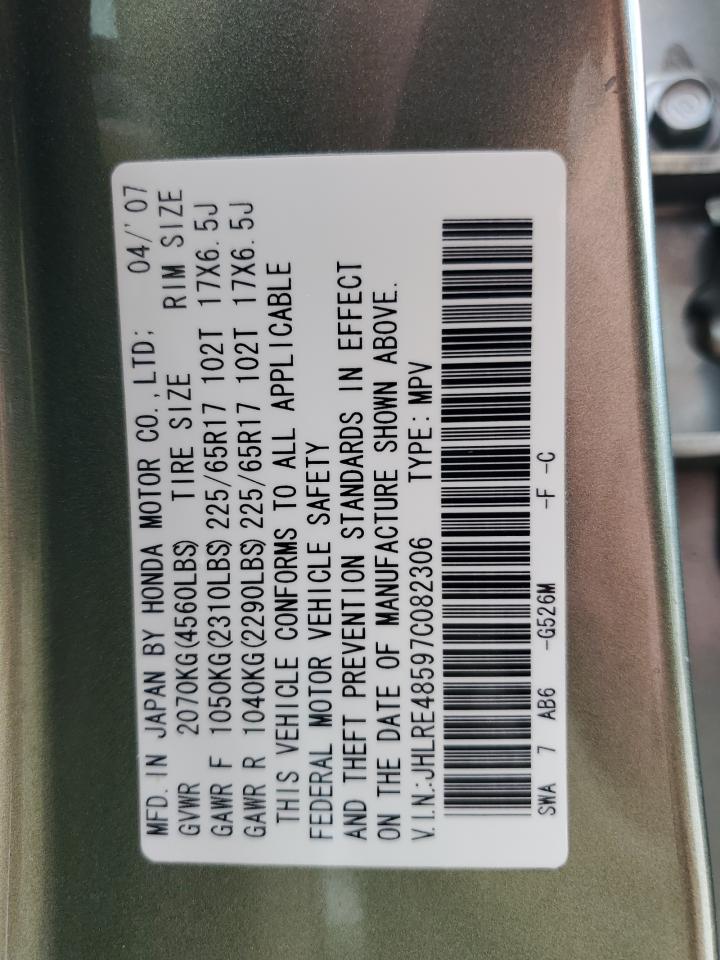 MFD. IN JAPAN BY HONDA MOTOR CO., LTD; 04/'07
GVWR 2070KG(4560LBS) TIRE SIZE RIM SIZE
GAWR F 1050KG(2310LBS) 225/65R17 102T 17X6.5J
GAWR R 1040KG(2290LBS) 225/65R17 102T 17X6.5J
THIS VEHICLE CONFORMS TO ALL APPLICABLE
FEDERAL MOTOR VEHICLE SAFETY
AND THEFT PREVENTION STANDARDS IN EFFECT
ON THE DATE OF MANUFACTURE SHOWN ABOVE.
V.I.N.:JHLRE48597C082306 TYPE: MPV
SWA 7 AB6 -G526M -F -C